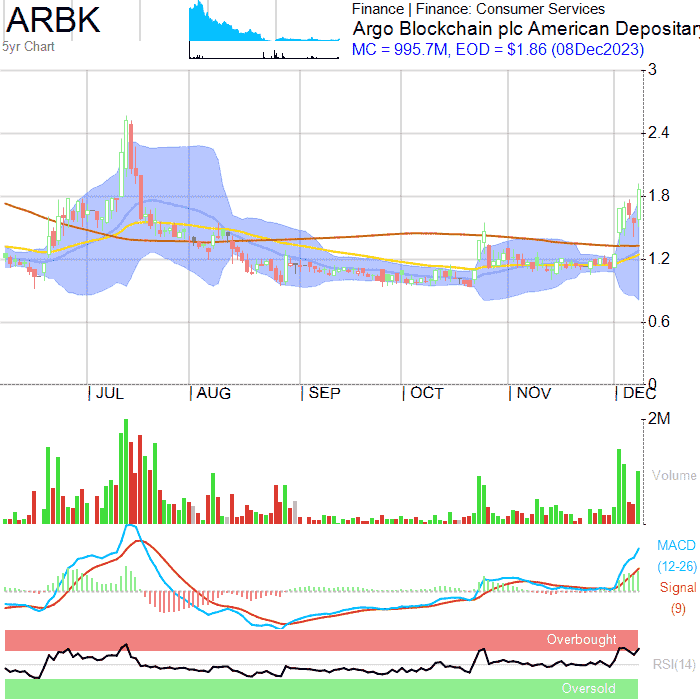 ARBK
5yr Chart
Finance | Finance: Consumer Services
Argo Blockchain plc American Depositary
MC = 995.7M, EOD = $1.86 (08Dec2023)
3
2.4
1.8
1.2
0.6
0
JUL AUG SEP OCT NOV DEC
2M
Volume
MACD
(12-26)
Signal
(9)
Overbought
RSI(14)
Oversold